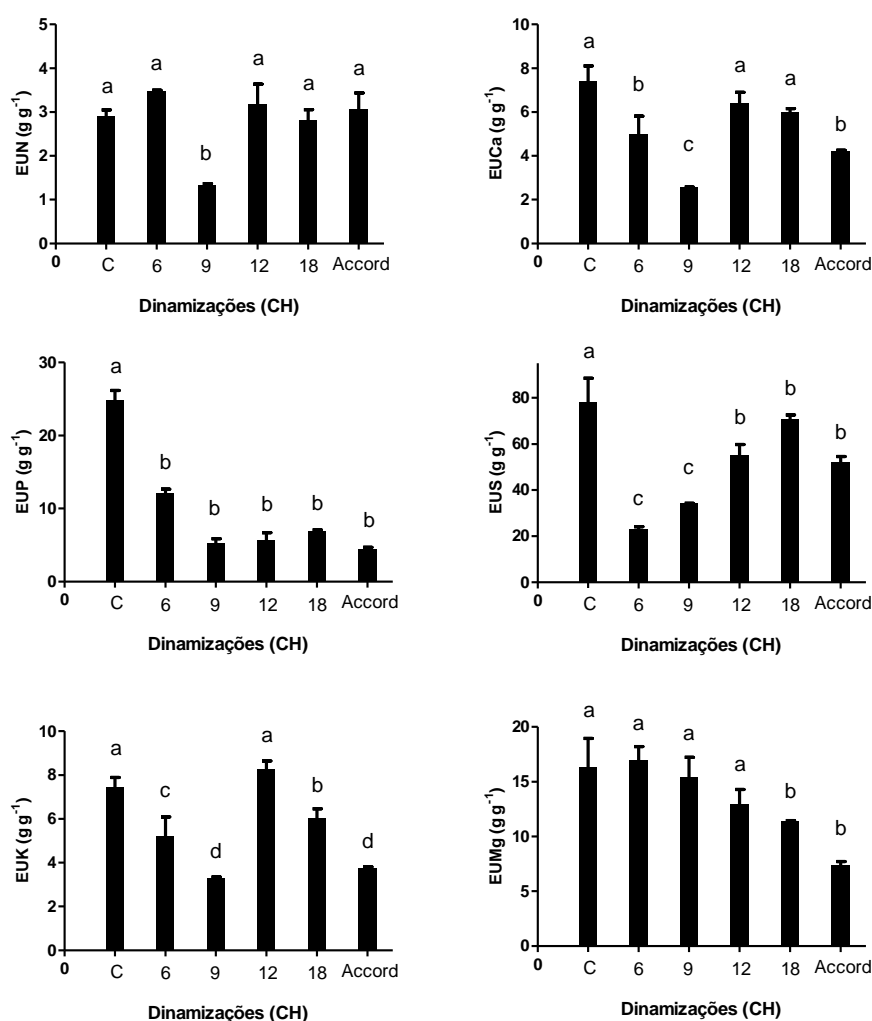 5
4
3
2
1
0
EUN (g g⁻¹)
a a b a a a
0 C 6 9 12 18 Accord
Dinamizações (CH)
10
8
6
4
2
0
EUCa (g g⁻¹)
a b c a a b
0 C 6 9 12 18 Accord
Dinamizações (CH)
30
20
10
0
EUP (g g⁻¹)
a b b b b b
0 C 6 9 12 18 Accord
Dinamizações (CH)
80
60
40
20
0
EUS (g g⁻¹)
a c c b b b
0 C 6 9 12 18 Accord
Dinamizações (CH)
10
8
6
4
2
0
EUK (g g⁻¹)
a c d a b d
0 C 6 9 12 18 Accord
Dinamizações (CH)
20
15
10
5
0
EUMg (g g⁻¹)
a a a a b b
0 C 6 9 12 18 Accord
Dinamizações (CH)